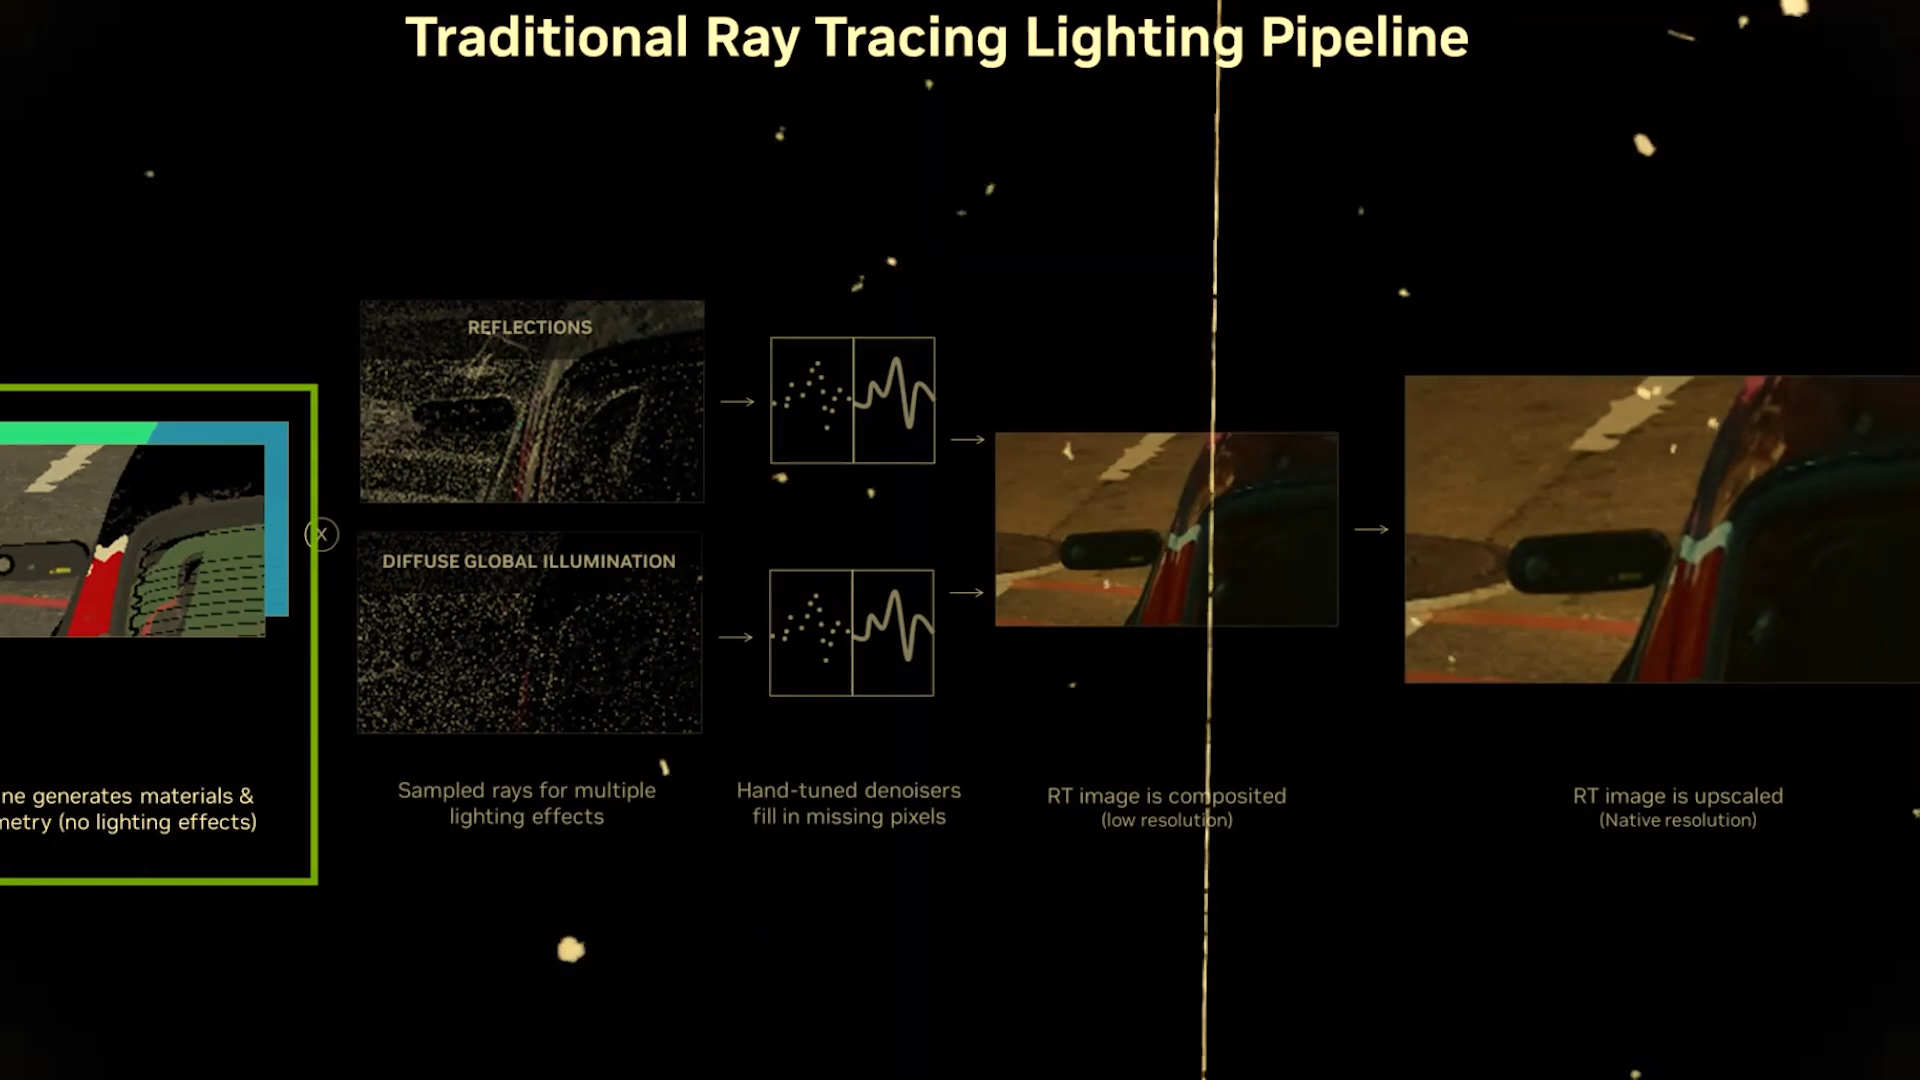 Traditional Ray Tracing Lighting Pipeline
REFLECTIONS
DIFFUSE GLOBAL ILLUMINATION
X
ne generates materials &
netry (no lighting effects)
Sampled rays for multiple
lighting effects
Hand-tuned denoisers
fill in missing pixels
RT image is composited
(low resolution)
RT image is upscaled
(Native resolution)